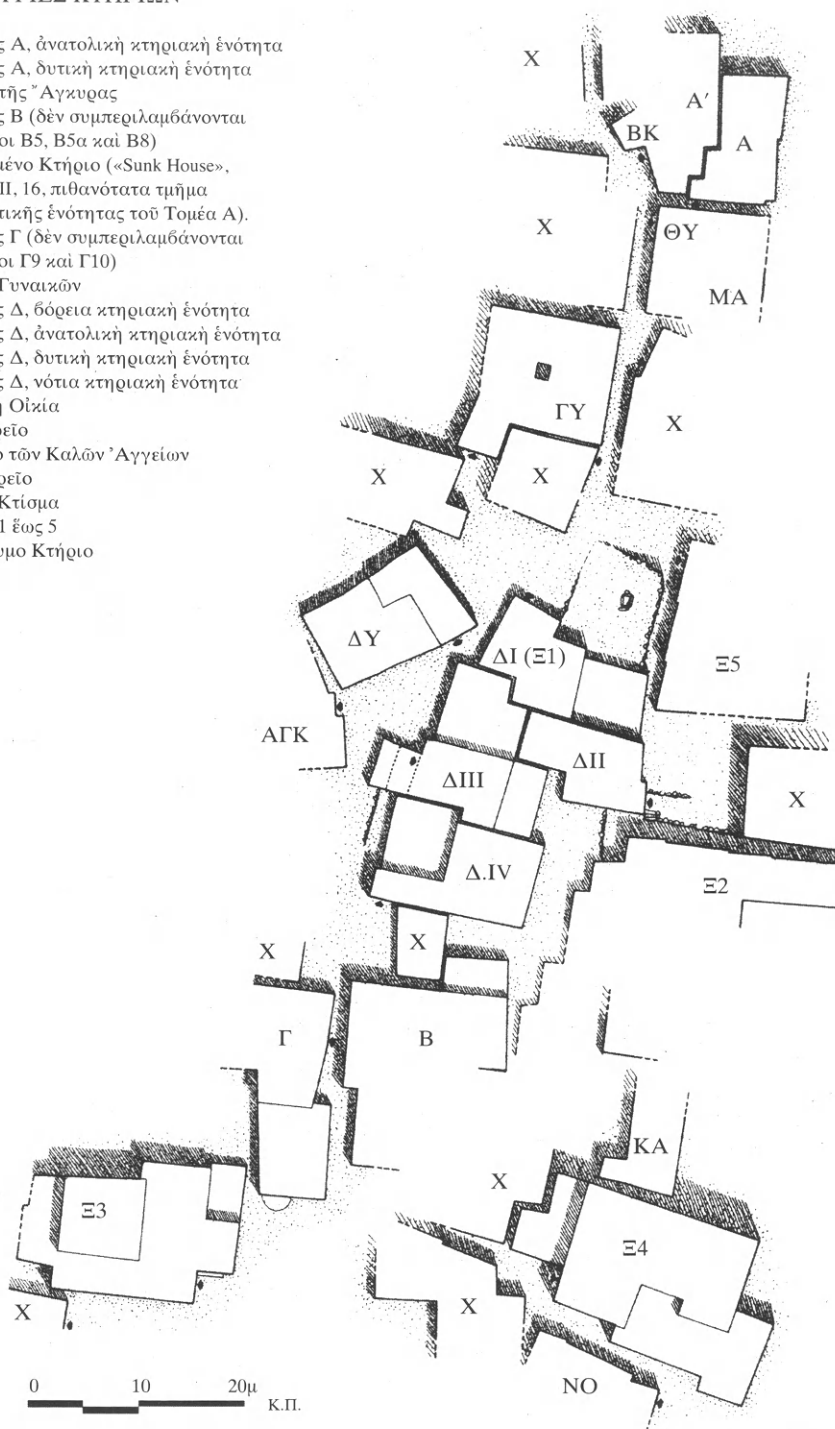 ς Α, ἀνατολικὴ κτηριακὴ ἑνότητα
ς Α, δυτικὴ κτηριακὴ ἑνότητα
τῆς Ἄγκυρας
ς Β (δὲν συμπεριλαμβάνονται
οι Β5, Β5α καὶ Β8)
μένο Κτήριο («Sunk House»,
II, 16, πιθανότατα τμῆμα
τικῆς ἑνότητας τοῦ Τομέα Α).
ς Γ (δὲν συμπεριλαμβάνονται
οι Γ9 καὶ Γ10)
Γυναικῶν
ς Δ, βόρεια κτηριακὴ ἑνότητα
ς Δ, ἀνατολικὴ κτηριακὴ ἑνότητα
ς Δ, δυτικὴ κτηριακὴ ἑνότητα
ς Δ, νότια κτηριακὴ ἑνότητα
η Οἰκία
ρεῖο
ο τῶν Καλῶν Ἀγγείων
ρεῖο
Κτίσμα
1 ἕως 5
υμο Κτήριο
Χ
Α′
ΒΚ
Α
Χ
ΘΥ
ΜΑ
ΓΥ
Χ
Χ
Χ
ΔΥ
ΔΙ (Ξ1)
Ξ5
ΑΓΚ
ΔΙΙ
ΔΙΙΙ
Χ
Δ.IV
Ξ2
Χ
Χ
Γ
Β
ΚΑ
Χ
Ξ3
Ξ4
Χ
Χ
ΝΟ
0 10 20μ
Κ.Π.